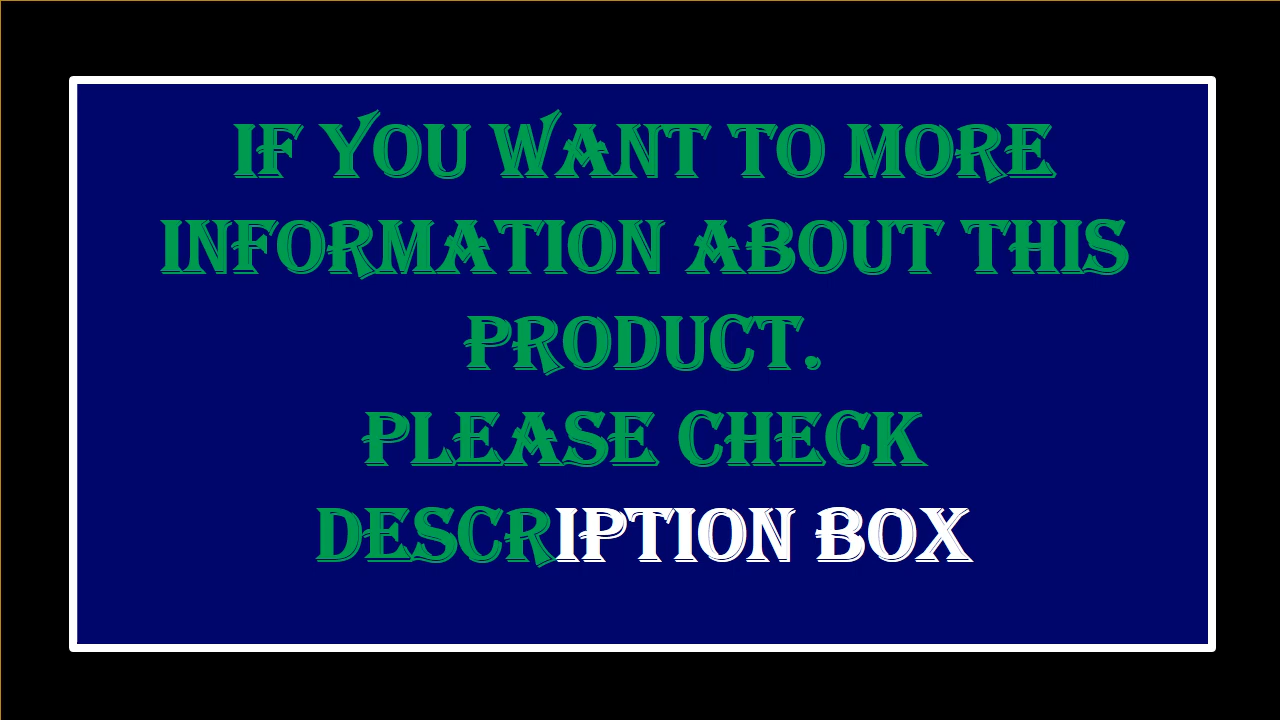 IF YOU WANT TO MORE
INFORMATION ABOUT THIS
PRODUCT.
PLEASE CHECK
DESCRIPTION BOX